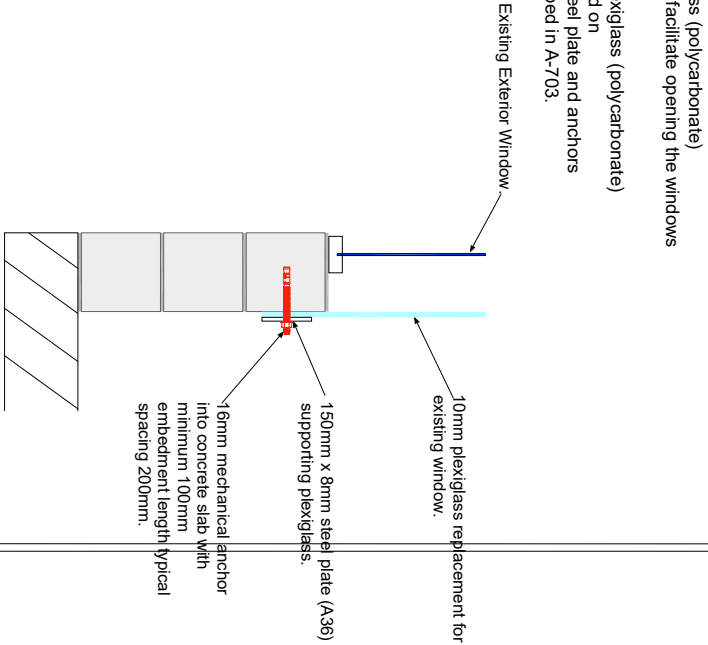 ss (polycarbonate)
facilitate opening the windows
xiglass (polycarbonate)
d on
eel plate and anchors
bed in A-703.
Existing Exterior Window.
10mm plexiglass replacement for
existing window.
150mm x 8mm steel plate (A36)
supporting plexiglass.
16mm mechanical anchor
into concrete slab with
minimum 100mm
embedment length typical
spacing 200mm.